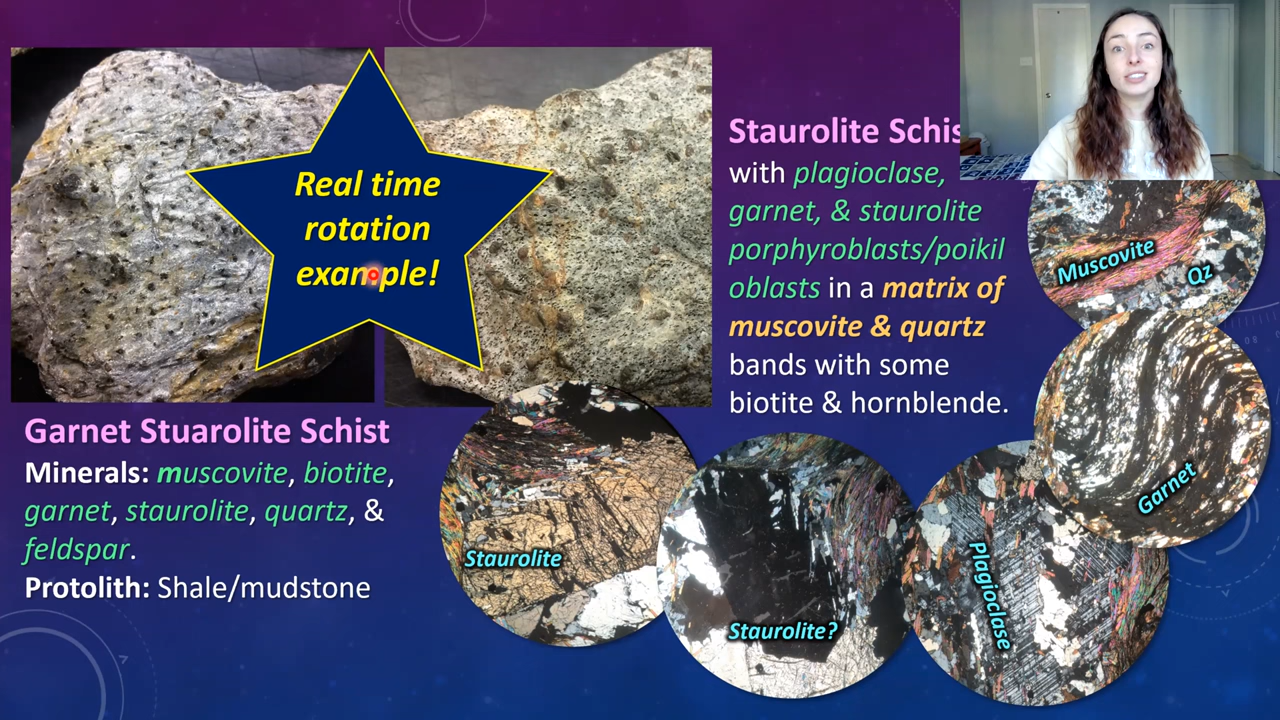 Real time
rotation
example!
Garnet Stuarolite Schist
Minerals: muscovite, biotite,
garnet, staurolite, quartz, &
feldspar.
Protolith: Shale/mudstone
Staurolite Schis
with plagioclase,
garnet, & staurolite
porphyroblasts/poikil
oblasts in a matrix of
muscovite & quartz
bands with some
biotite & hornblende.
Muscovite
Qz
Garnet
Staurolite
Staurolite?
Plagioclase